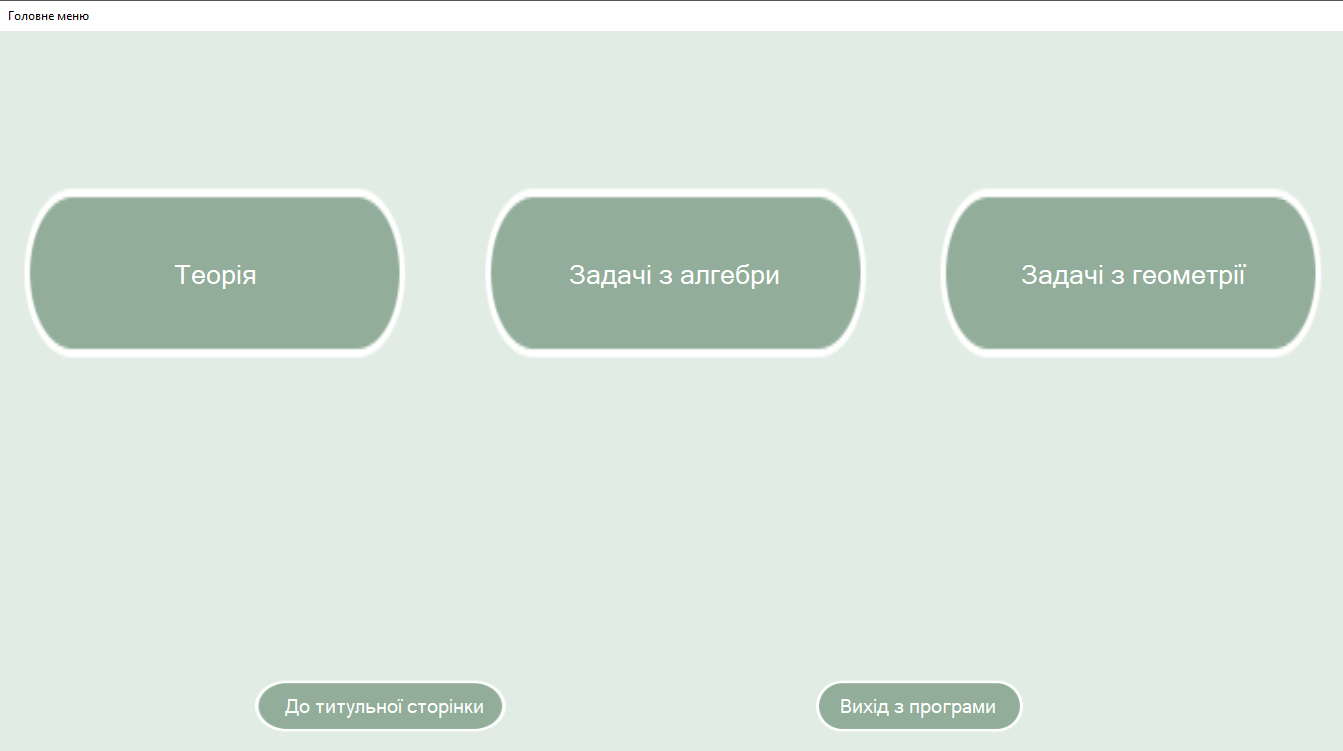 Головне меню
Теорія
Задачі з алгебри
Задачі з геометрії
До титульної сторінки
Вихід з програми